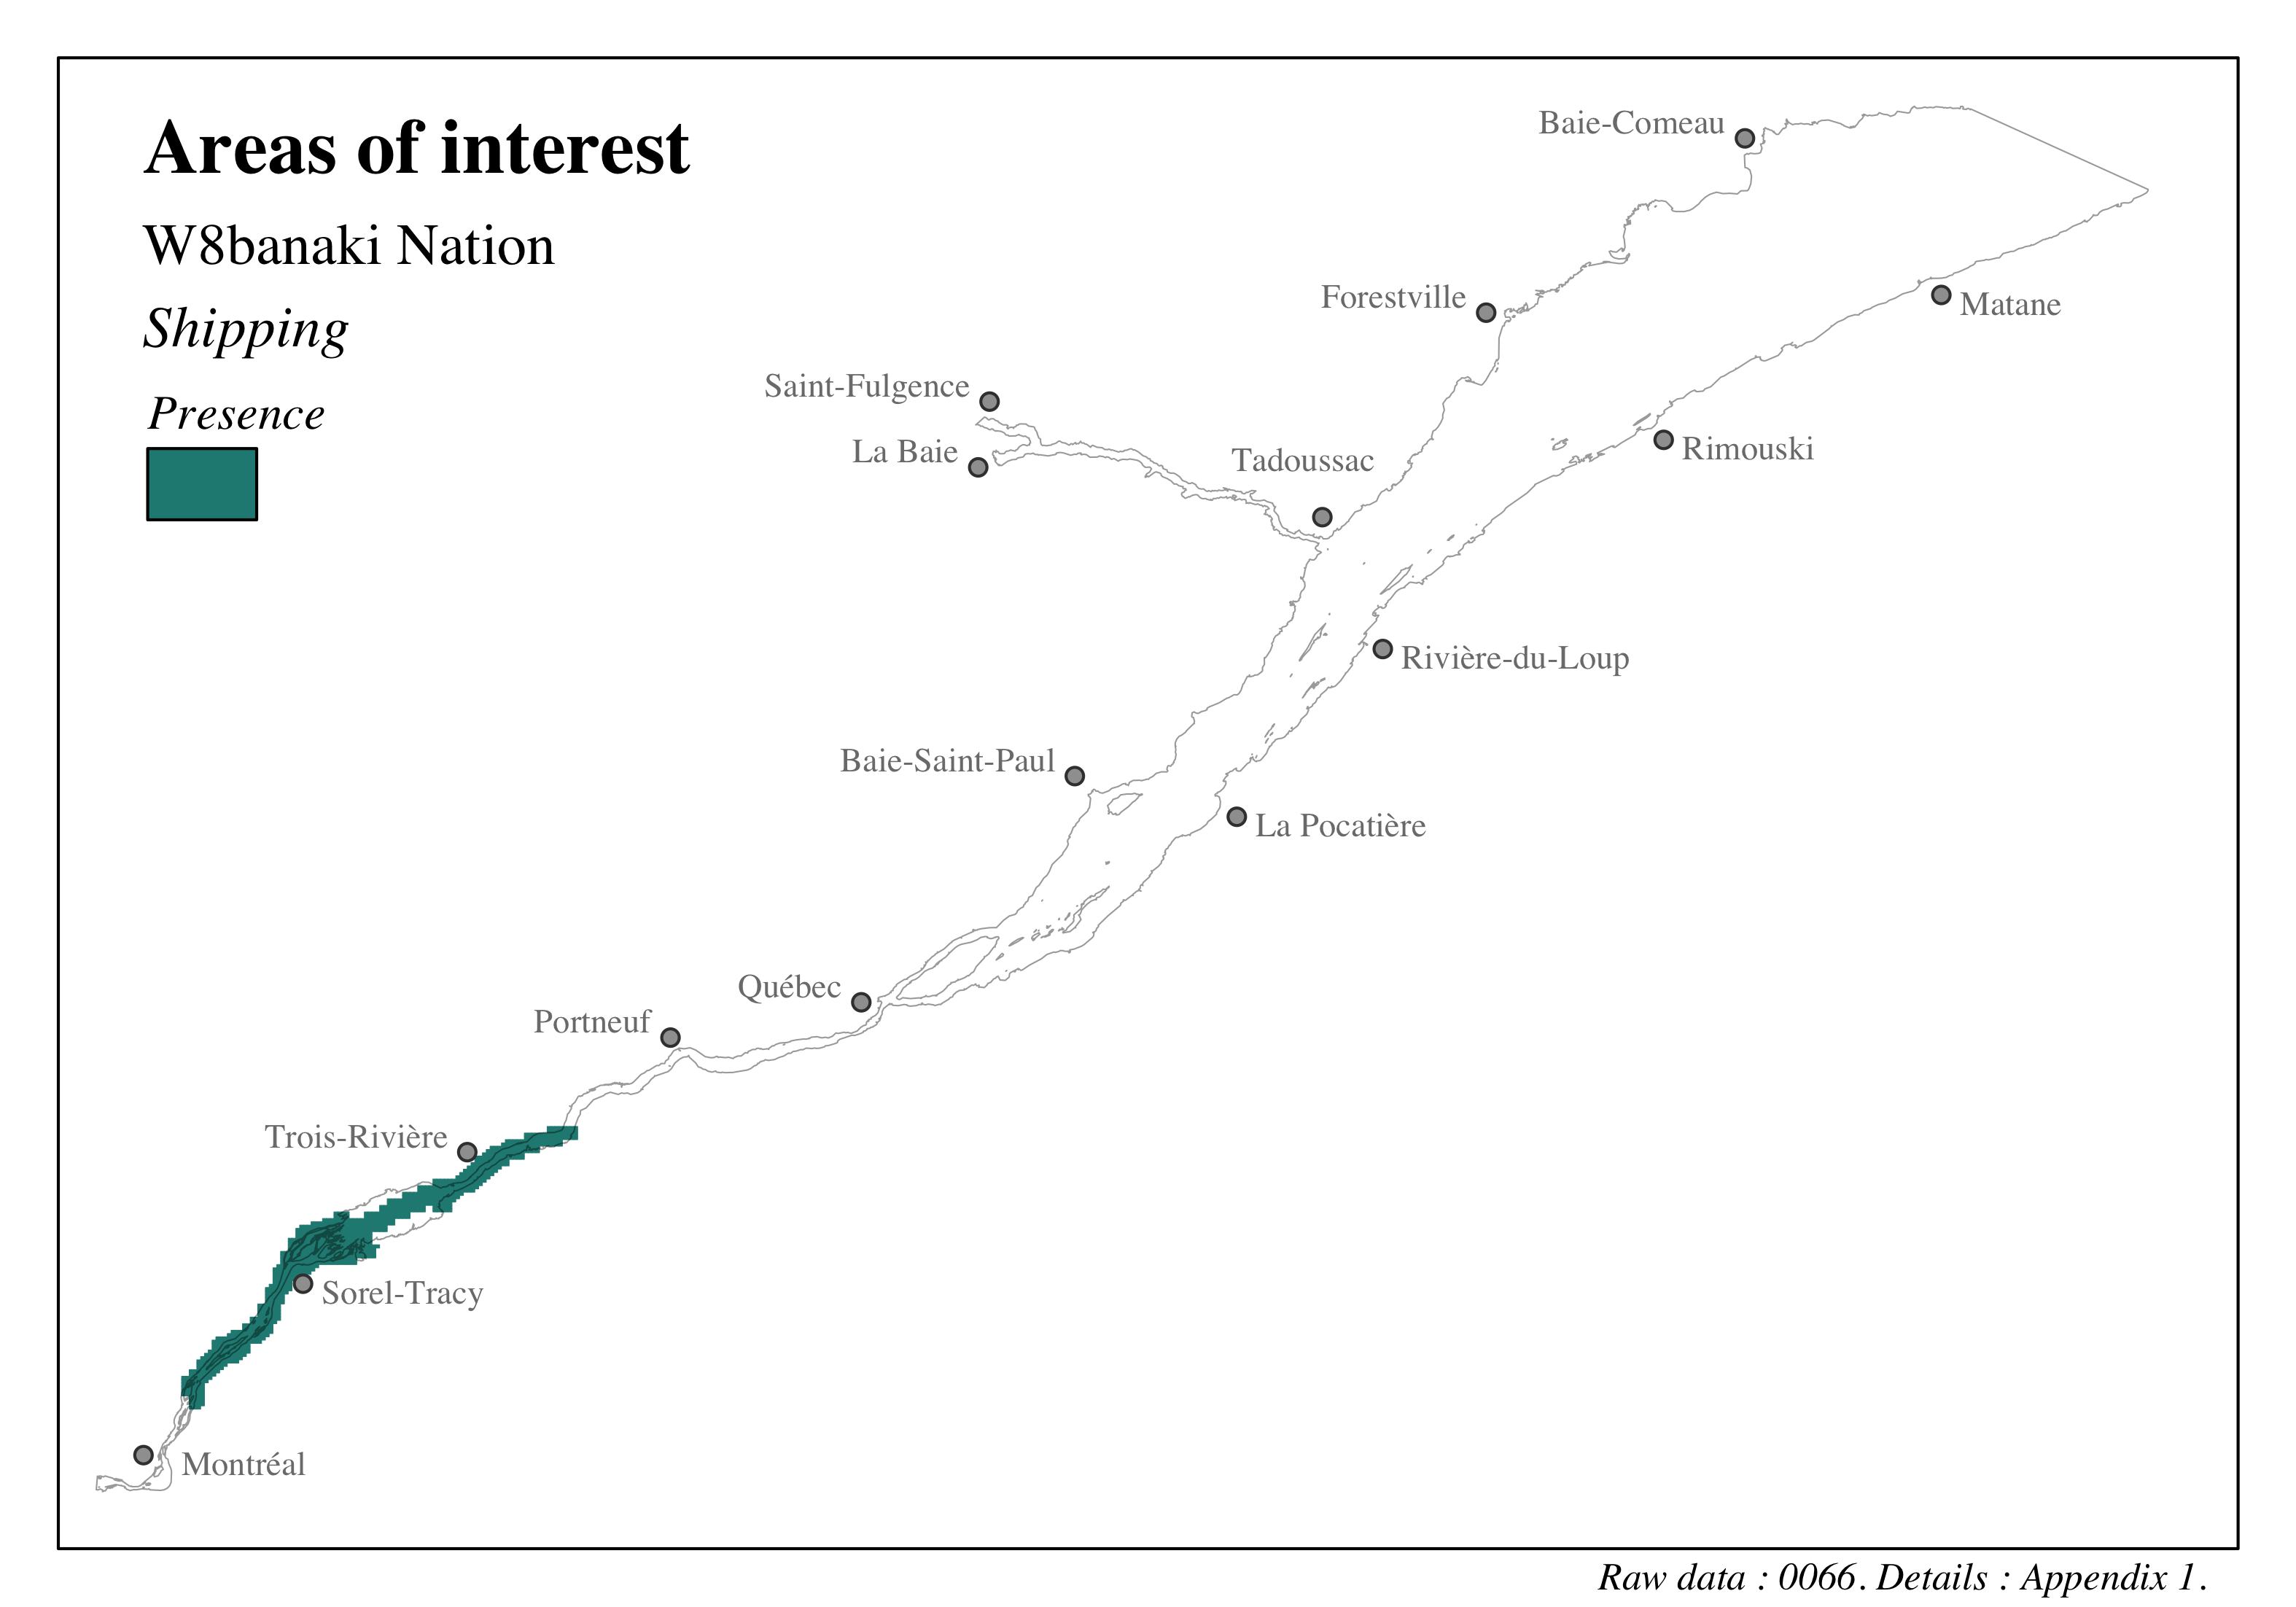 Areas of interest
W8banaki Nation
Shipping
Presence
Baie-Comeau
Forestville
Matane
Saint-Fulgence
La Baie
Tadoussac
Rimouski
Rivière-du-Loup
Baie-Saint-Paul
La Pocatière
Québec
Portneuf
Trois-Rivière
Sorel-Tracy
Montréal
Raw data : 0066. Details : Appendix 1.